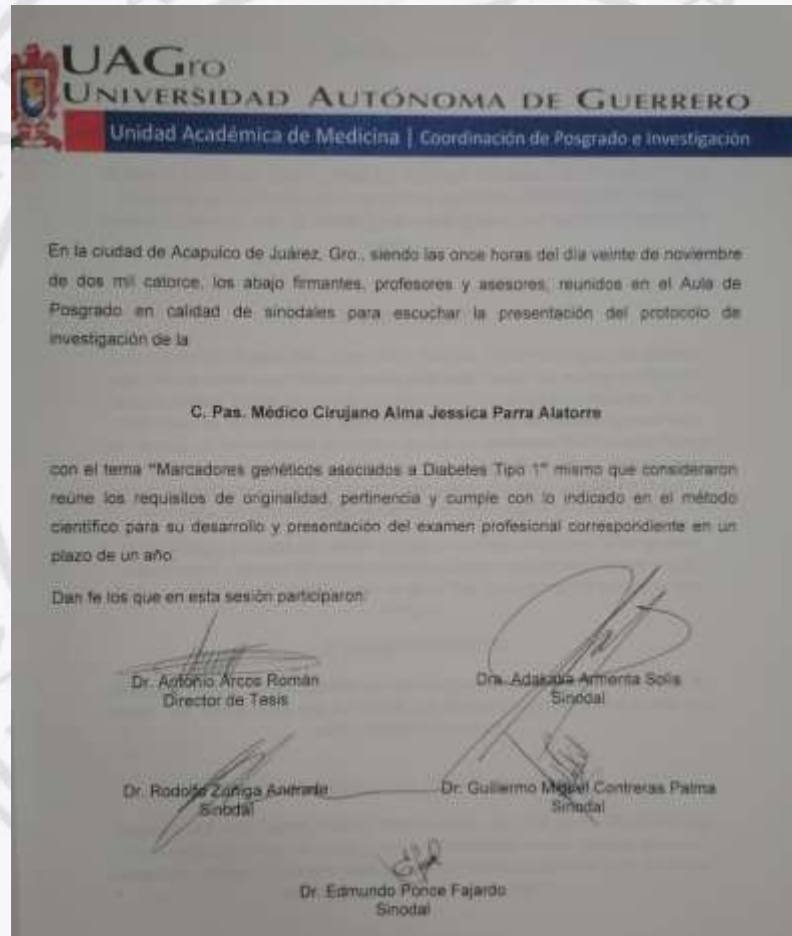 UAGro
UNIVERSIDAD AUTÓNOMA DE GUERRERO
Unidad Académica de Medicina | Coordinación de Posgrado e Investigación
En la ciudad de Acapulco de Juárez, Gro., siendo las once horas del día veinte de noviembre
de dos mil catorce, los abajo firmantes, profesores y asesores, reunidos en el Aula de
Posgrado en calidad de sinodales para escuchar la presentación del protocolo de
investigación de la
C. Pas. Médico Cirujano Alma Jessica Parra Alatorre
con el tema "Marcadores genéticos asociados a Diabetes Tipo 1" mismo que consideraron
reúne los requisitos de originalidad, pertinencia y cumple con lo indicado en el método
científico para su desarrollo y presentación del examen profesional correspondiente en un
plazo de un año.
Dan fe los que en esta sesión participaron:
Dr. Antonio Arcos Román
Director de Tesis
Dra. Armenta Solis
Sinodal
Dr. Rodolfo Zúñiga Andrade
Sinodal
Dr. Guillermo Miguel Contreras Palma
Sinodal
Dr. Edmundo Ponce Fajardo
Sinodal